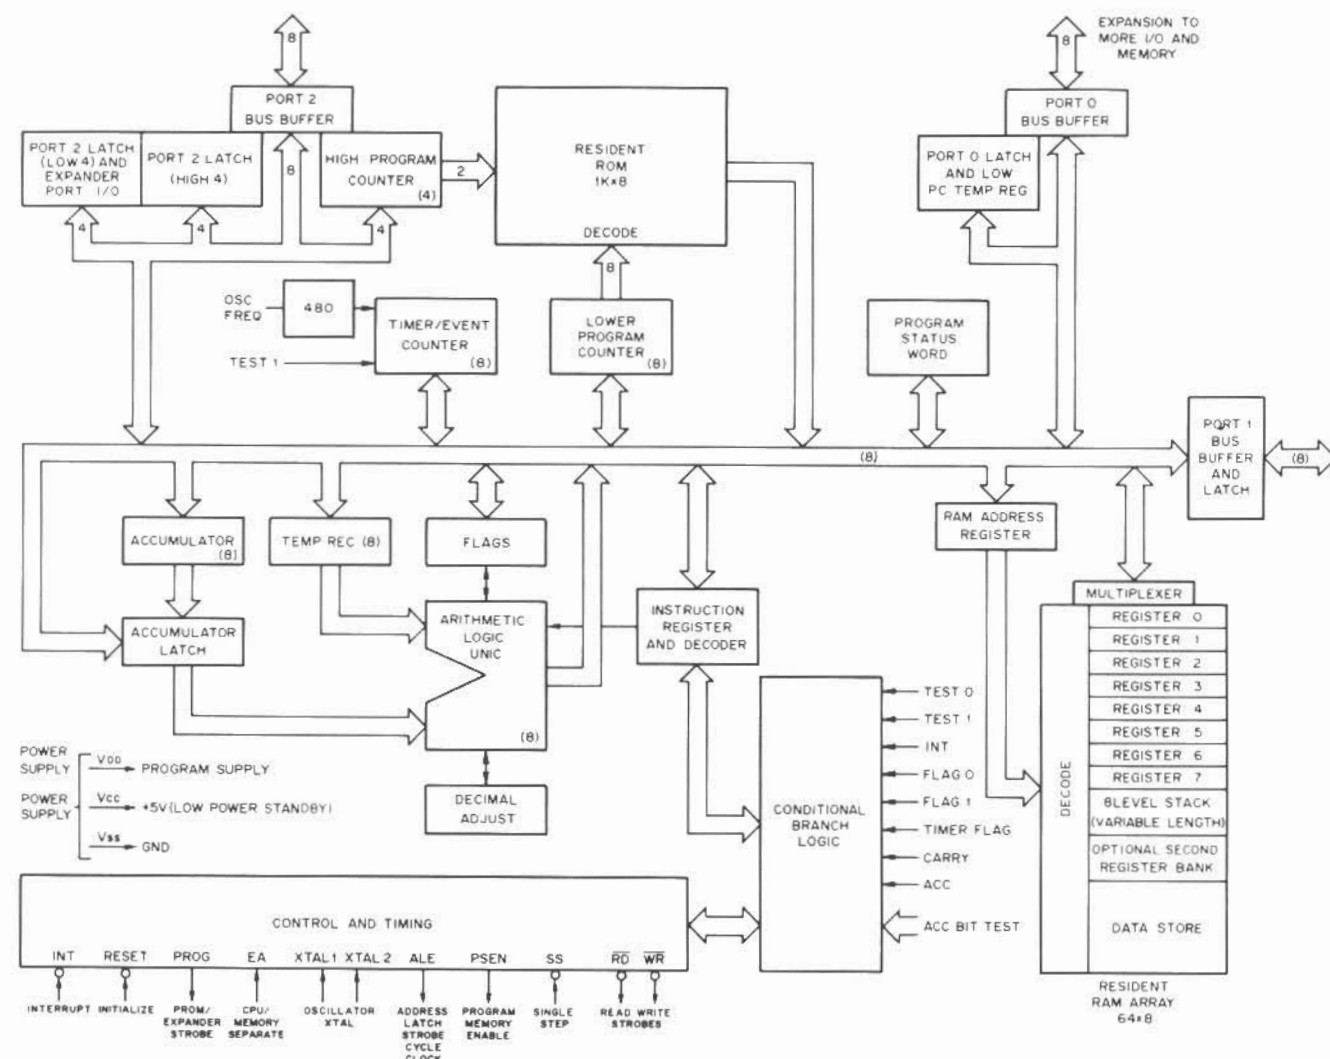 8
8
EXPANSION TO
MORE I/O AND
MEMORY
PORT 2
BUS BUFFER
PORT 0
BUS BUFFER
PORT 2 LATCH
(LOW 4) AND
EXPANDER
PORT I/O
PORT 2 LATCH
(HIGH 4)
8
HIGH PROGRAM
COUNTER
(4)
2
RESIDENT
ROM
1K×8
DECODE
PORT 0 LATCH
AND LOW
PC TEMP REG
4
4
4
8
OSC
FREQ
480
TEST 1
TIMER/EVENT
COUNTER
(8)
LOWER
PROGRAM
COUNTER
(8)
PROGRAM
STATUS
WORD
(8)
PORT 1
BUS
BUFFER
AND
LATCH
(8)
ACCUMULATOR
(8)
TEMP REC (8)
FLAGS
RAM ADDRESS
REGISTER
ACCUMULATOR
LATCH
ARITHMETIC
LOGIC
UNIC
(8)
INSTRUCTION
REGISTER
AND DECODER
DECIMAL
ADJUST
MULTIPLEXER
DECODE
REGISTER 0
REGISTER 1
REGISTER 2
REGISTER 3
REGISTER 4
REGISTER 5
REGISTER 6
REGISTER 7
8LEVEL STACK
(VARIABLE LENGTH)
OPTIONAL SECOND
REGISTER BANK
DATA STORE
RESIDENT
RAM ARRAY
64×8
CONDITIONAL
BRANCH
LOGIC
TEST 0
TEST 1
INT
FLAG 0
FLAG 1
TIMER FLAG
CARRY
ACC
ACC BIT TEST
POWER
SUPPLY
POWER
SUPPLY
VDD
PROGRAM SUPPLY
Vcc
+5V(LOW POWER STANDBY)
Vss
GND
CONTROL AND TIMING
INT RESET PROG EA XTAL1 XTAL 2 ALE PSEN SS RD WR
INTERRUPT
INITIALIZE
PROM/
EXPANDER
STROBE
CPU/
MEMORY
SEPARATE
OSCILLATOR
XTAL
ADDRESS
LATCH
STROBE
CYCLE
CLOCK
PROGRAM
MEMORY
ENABLE
SINGLE
STEP
READ WRITE
STROBES